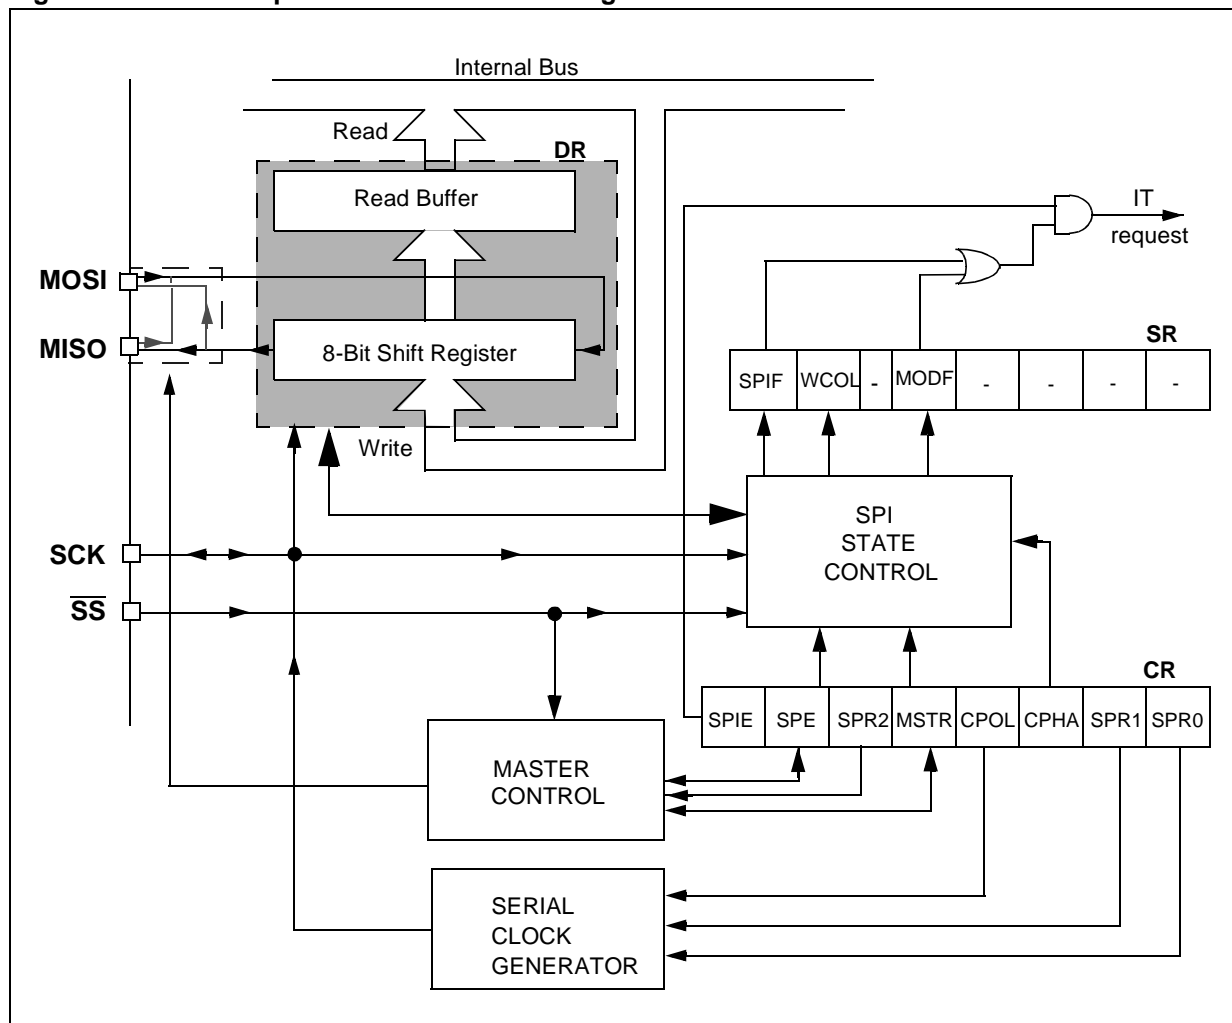 Internal Bus
Read
DR
Read Buffer
IT
request
MOSI
MISO
8-Bit Shift Register
SR
SPIF
WCOL
-
MODF
-
-
-
-
Write
SPI
STATE
CONTROL
SCK
SS
CR
SPIE
SPE
SPR2
MSTR
CPOL
CPHA
SPR1
SPR0
MASTER
CONTROL
SERIAL
CLOCK
GENERATOR